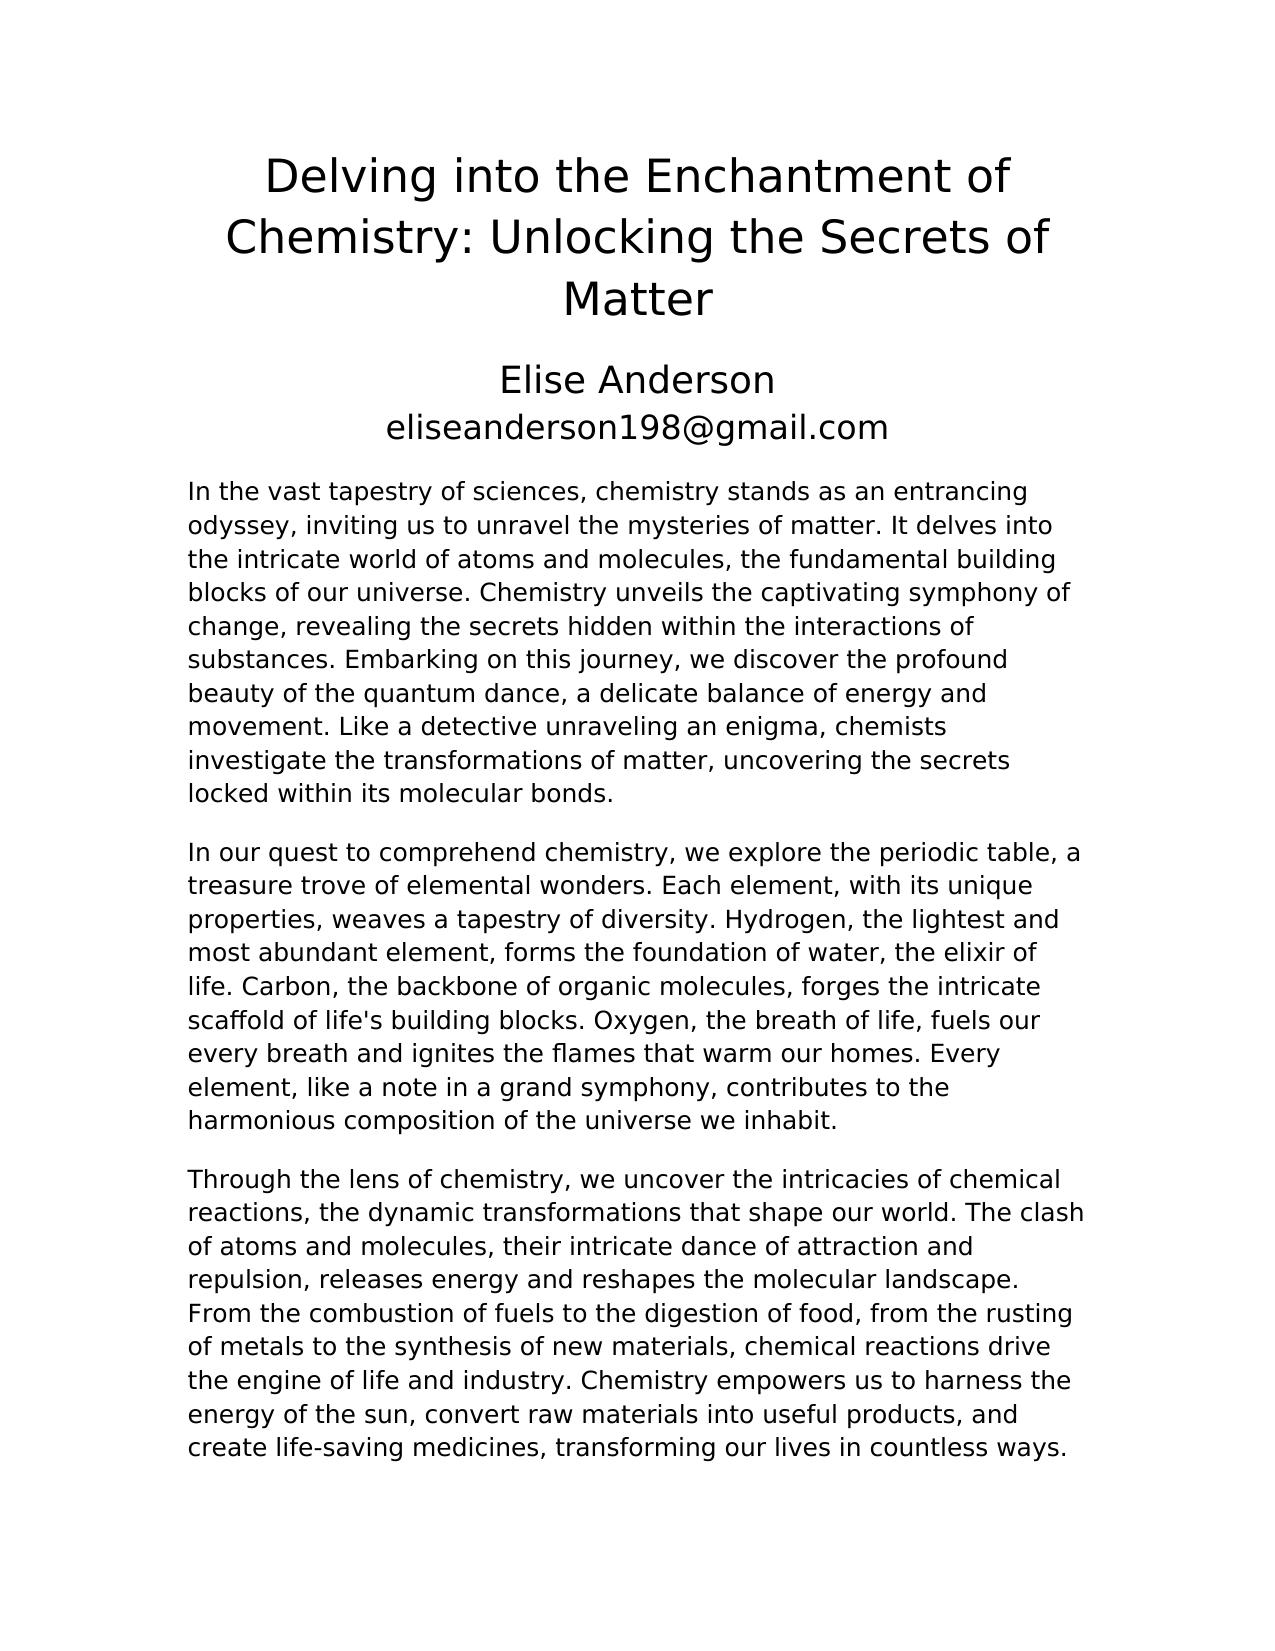 Delving into the Enchantment of
Chemistry: Unlocking the Secrets of
Matter
Elise Anderson
eliseanderson198@gmail.com
In the vast tapestry of sciences, chemistry stands as an entrancing
odyssey, inviting us to unravel the mysteries of matter. It delves into
the intricate world of atoms and molecules, the fundamental building
blocks of our universe. Chemistry unveils the captivating symphony of
change, revealing the secrets hidden within the interactions of
substances. Embarking on this journey, we discover the profound
beauty of the quantum dance, a delicate balance of energy and
movement. Like a detective unraveling an enigma, chemists
investigate the transformations of matter, uncovering the secrets
locked within its molecular bonds.
In our quest to comprehend chemistry, we explore the periodic table, a
treasure trove of elemental wonders. Each element, with its unique
properties, weaves a tapestry of diversity. Hydrogen, the lightest and
most abundant element, forms the foundation of water, the elixir of
life. Carbon, the backbone of organic molecules, forges the intricate
scaffold of life's building blocks. Oxygen, the breath of life, fuels our
every breath and ignites the flames that warm our homes. Every
element, like a note in a grand symphony, contributes to the
harmonious composition of the universe we inhabit.
Through the lens of chemistry, we uncover the intricacies of chemical
reactions, the dynamic transformations that shape our world. The clash
of atoms and molecules, their intricate dance of attraction and
repulsion, releases energy and reshapes the molecular landscape.
From the combustion of fuels to the digestion of food, from the rusting
of metals to the synthesis of new materials, chemical reactions drive
the engine of life and industry. Chemistry empowers us to harness the
energy of the sun, convert raw materials into useful products, and
create life-saving medicines, transforming our lives in countless ways.